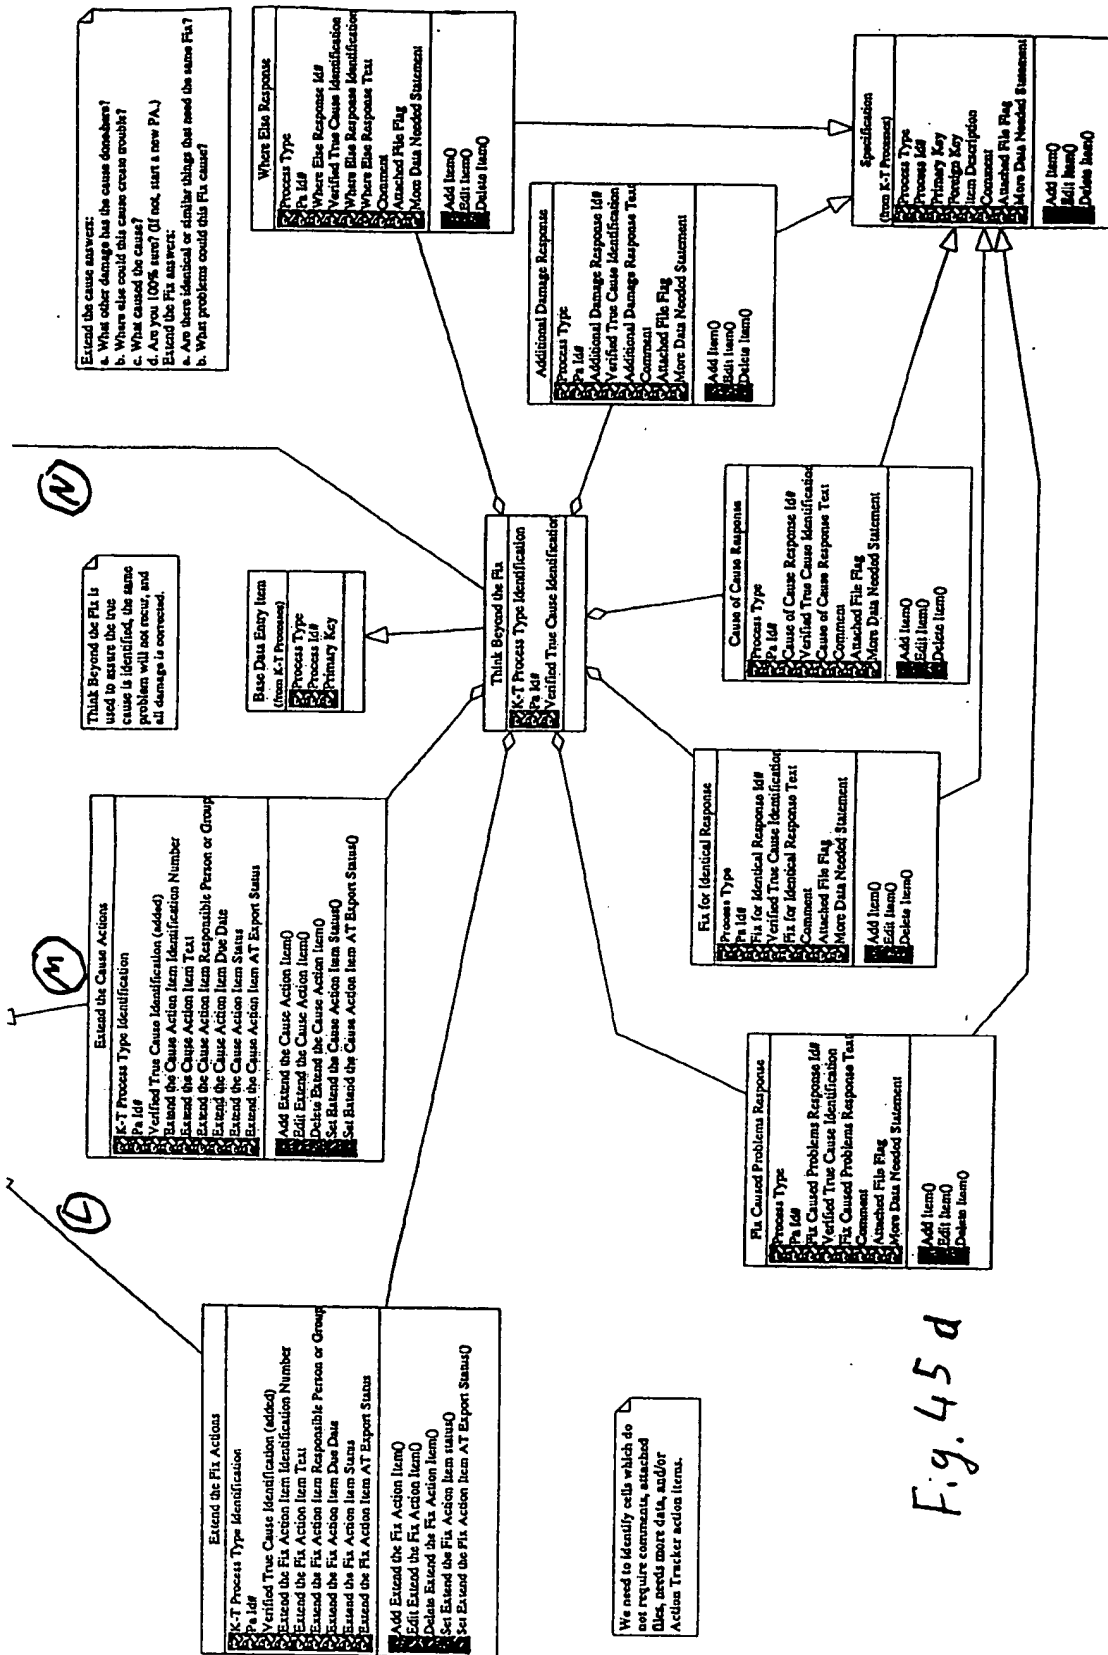 Extend the Fix Actions
K-T Process Type Identification
Pa Id#
Verified True Cause Identification (added)
Extend the Fix Action Item Identification Number
Extend the Fix Action Item Text
Extend the Fix Action Item Responsible Person or Group
Extend the Fix Action Item Due Date
Extend the Fix Action Item Status
Extend the Fix Action Item AT Export Status
Add Extend the Fix Action Item()
Edit Extend the Fix Action Item()
Delete Extend the Fix Action Item()
Set Extend the Fix Action Item status()
Set Extend the Fix Action Item AT Export Status()
L
Extend the Cause Actions
K-T Process Type Identification
Pa Id#
Verified True Cause Identification (added)
Extend the Cause Action Item Identification Number
Extend the Cause Action Item Text
Extend the Cause Action Item Responsible Person or Group
Extend the Cause Action Item Due Date
Extend the Cause Action Item Status
Extend the Cause Action Item AT Export Status
Add Extend the Cause Action Item()
Edit Extend the Cause Action Item()
Delete Extend the Cause Action Item()
Set Extend the Cause Action Item Status()
Set Extend the Cause Action Item AT Export Status()
M
Think Beyond the Fix is
used to assure the true
cause is identified, the same
problem will not recur, and
all damage is corrected.
Base Data Entry Item
(from K-T Processes)
Process Type
Process Id#
Primary Key
N
Extend the cause answers:
a. What other damage has the cause done
b. Where else could this cause create trouble?
c. What caused the cause?
d. Are you 100% sure? (If not, start a new PA.)
Extend the Fix answers:
a. Are there identical or similar things that need the same Fix?
b. What problems could this Fix cause?
Where Else Response
Process Type
Pa Id#
Where Else Response Id#
Verified True Cause Identification
Where Else Response Identification
Where Else Response Text
Comment
Attached File Flag
More Data Needed Statement
Add Item()
Edit Item()
Delete Item()
Think Beyond the Fix
K-T Process Type Identification
Pa Id#
Verified True Cause Identification
Additional Damage Response
Process Type
Pa Id#
Additional Damage Response Id#
Verified True Cause Identification
Additional Damage Response Text
Comment
Attached File Flag
More Data Needed Statement
Add Item()
Edit Item()
Delete Item()
We need to identify cells which do
not require comments, attached
files, needs more data, and/or
Action Tracker action items.
Fix Caused Problems Response
Process Type
Pa Id#
Fix Caused Problems Response Id#
Verified True Cause Identification
Fix Caused Problems Response Text
Comment
Attached File Flag
More Data Needed Statement
Add Item()
Edit Item()
Delete Item()
Fix for Identical Response
Process Type
Pa Id#
Fix for Identical Response Id#
Verified True Cause Identification
Fix for Identical Response Text
Comment
Attached File Flag
More Data Needed Statement
Add Item()
Edit Item()
Delete Item()
Cause of Cause Response
Process Type
Pa Id#
Cause of Cause Response Id#
Verified True Cause Identification
Cause of Cause Response Text
Comment
Attached File Flag
More Data Needed Statement
Add Item()
Edit Item()
Delete Item()
Specification
(from K-T Processes)
Process Type
Process Id#
Primary Key
Foreign Key
Item Description
Comment
Attached File Flag
More Data Needed Statement
Add Item()
Edit Item()
Delete Item()
Fig. 45 d